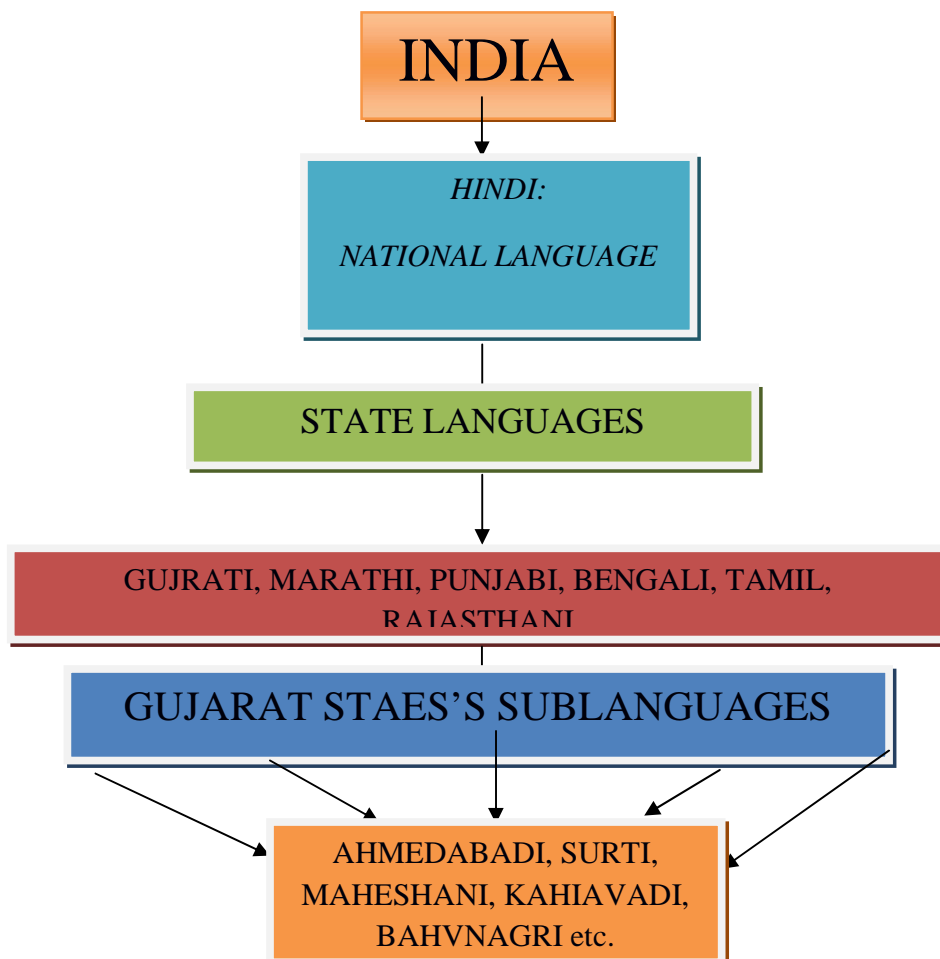 INDIA
HINDI:
NATIONAL LANGUAGE
STATE LANGUAGES
GUJRATI, MARATHI, PUNJABI, BENGALI, TAMIL,
RAJASTHANI
GUJARAT STAES’S SUBLANGUAGES
AHMEDABADI, SURTI,
MAHESHANI, KAHIAVADI,
BAHVNAGRI etc.